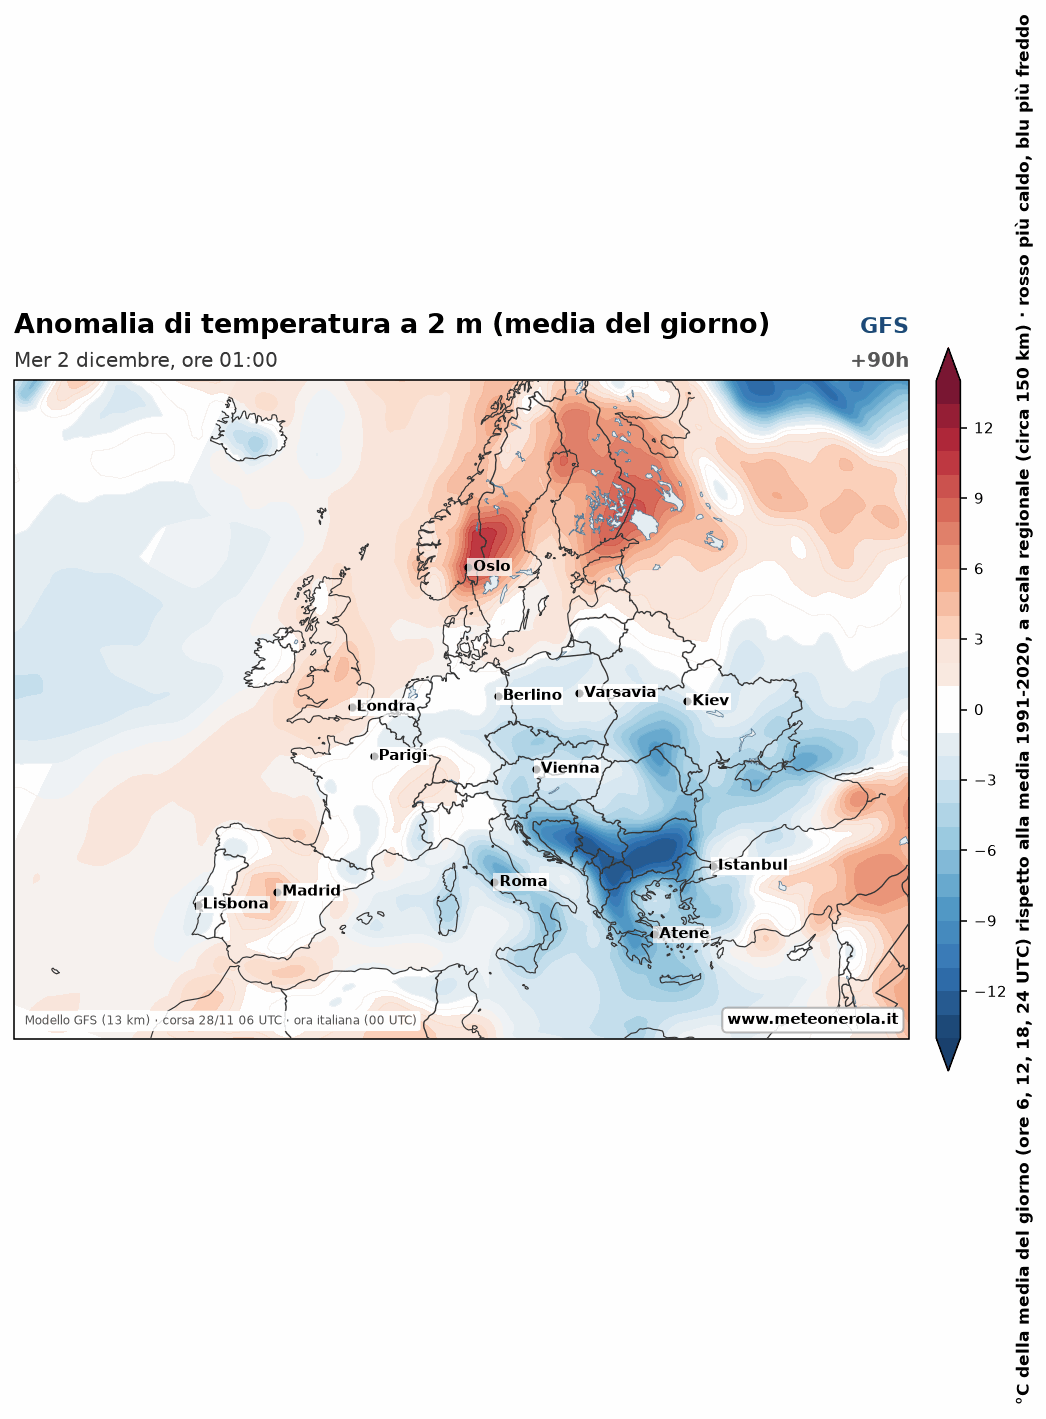 Anomalia di temperatura a 2 m (media del giorno)
GFS
Mer 2 dicembre, ore 01:00
+90h
Oslo
Londra
Berlino
Varsavia
Kiev
Parigi
Vienna
Istanbul
Roma
Madrid
Lisbona
Atene
Modello GFS (13 km) · corsa 28/11 06 UTC · ora italiana (00 UTC)
www.meteonerola.it
12
9
6
3
0
−3
−6
−9
−12
°C della media del giorno (ore 6, 12, 18, 24 UTC) rispetto alla media 1991-2020, a scala regionale (circa 150 km) · rosso più caldo, blu più freddo